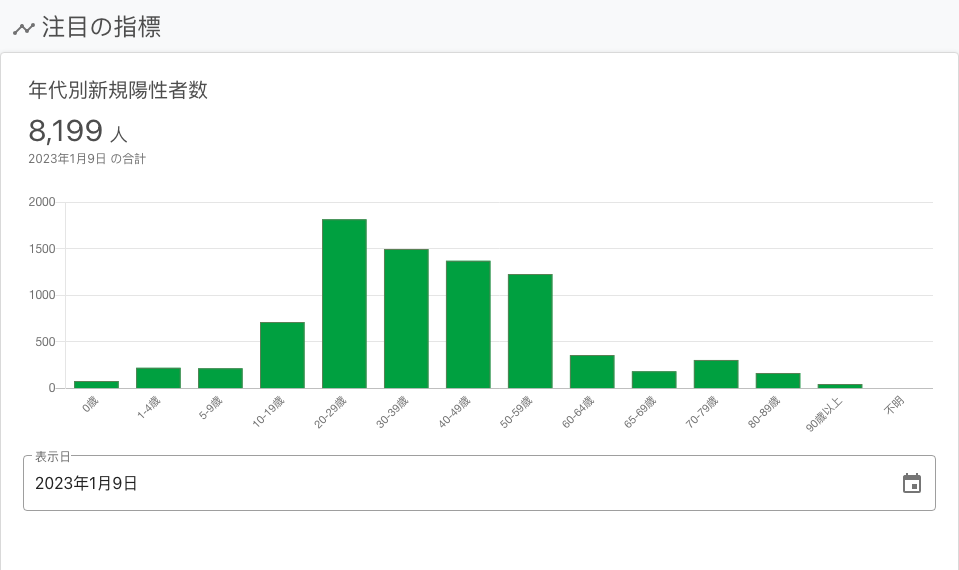 注目の指標
年代別新規陽性者数
8,199 人
2023年1月9日 の合計
2000
1500
1000
500
0
0歳
1-4歳
5-9歳
10-19歳
20-29歳
30-39歳
40-49歳
50-59歳
60-64歳
65-69歳
70-79歳
80-89歳
90歳以上
不明
表示日
2023年1月9日